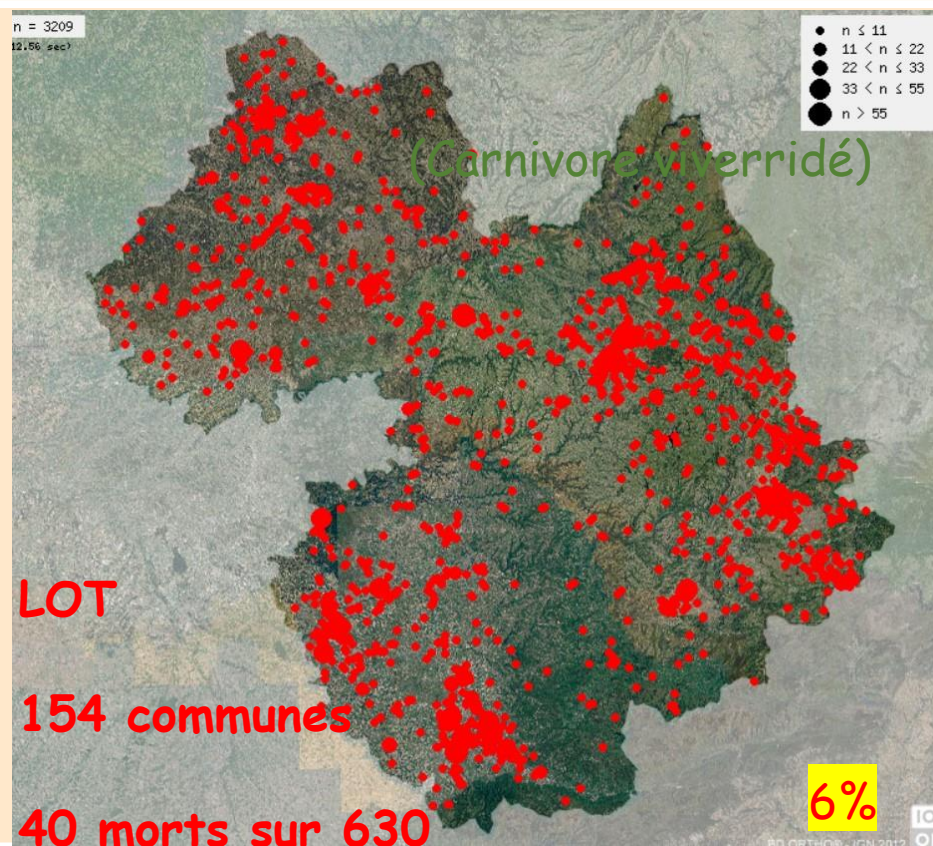 n = 3209
12.56 sec)
n ≤ 11
11 < n ≤ 22
22 < n ≤ 33
33 < n ≤ 55
n > 55
(Carnivore viverridé)
LOT
154 communes
40 morts sur 630
6%
BD ORTHO® - IGN 2012